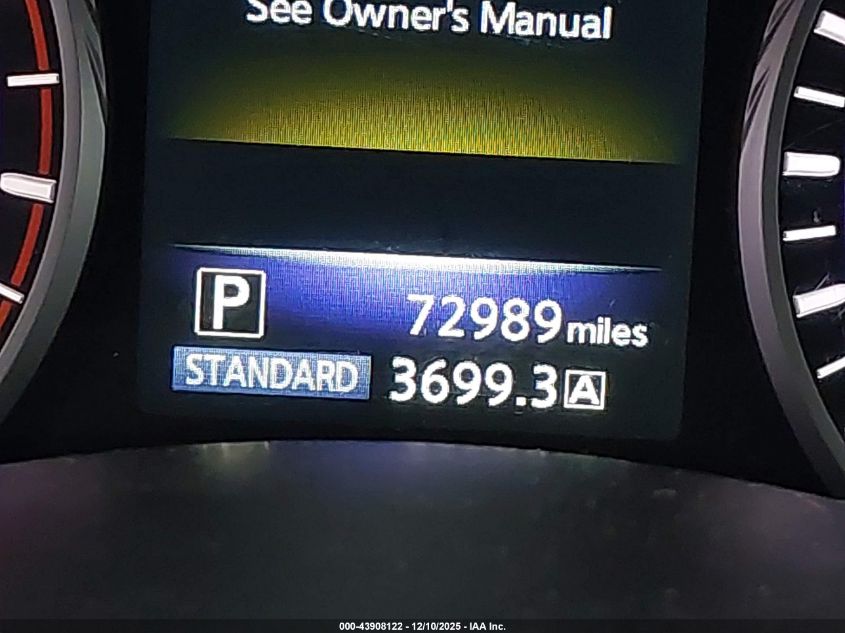 See Owner's Manual
P
72989 miles
STANDARD 3699.3 A
000-43908122 - 12/10/2025 - IAA Inc.